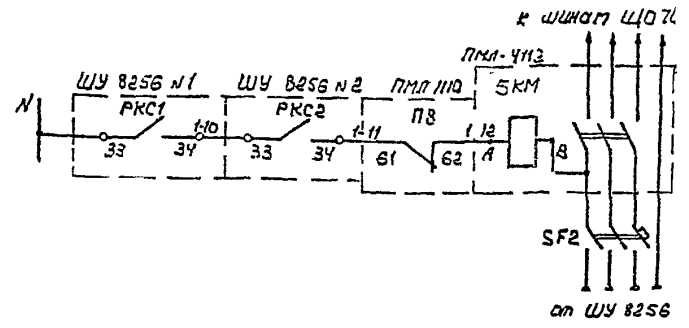 К ШИНАМ ЩО 70
ПМЛ-4113
ШУ 8256 N1
ШУ 8256 N2
ПМЛ 1110
5КМ
N
РКС1
РКС2
П8
33
34
1-10
33
34
1-11
61
62
1
12
A
B
SF2
от ШУ 8256